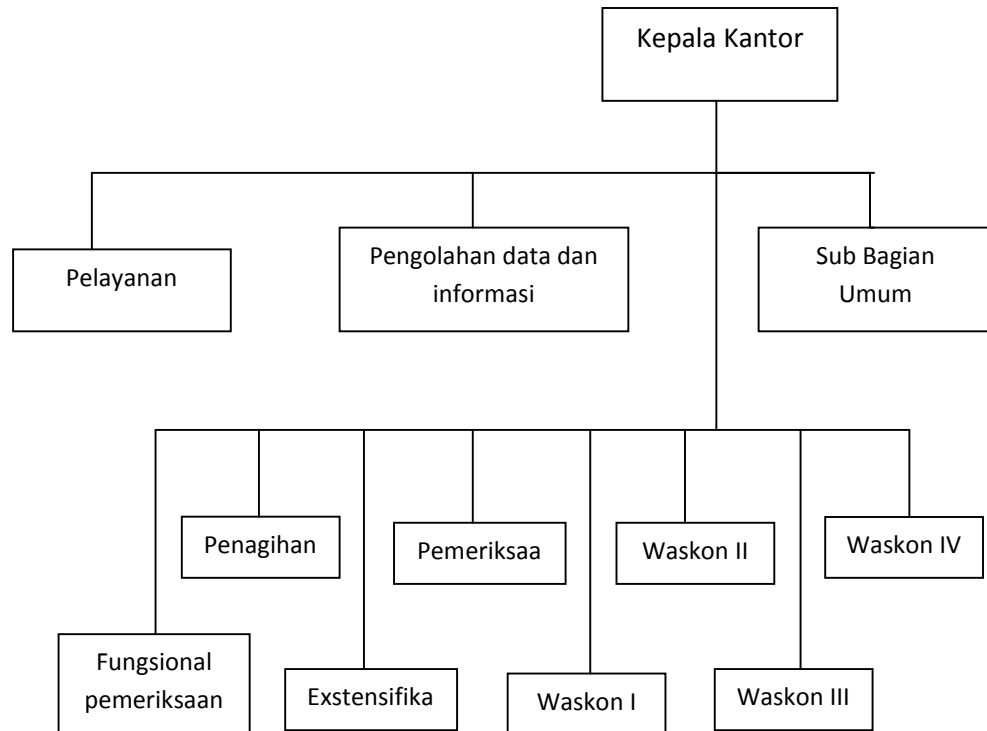 Kepala Kantor
Pelayanan
Pengolahan data dan
informasi
Sub Bagian
Umum
Penagihan
Pemeriksaa
Waskon II
Waskon IV
Fungsional
pemeriksaan
Exstensifika
Waskon I
Waskon III